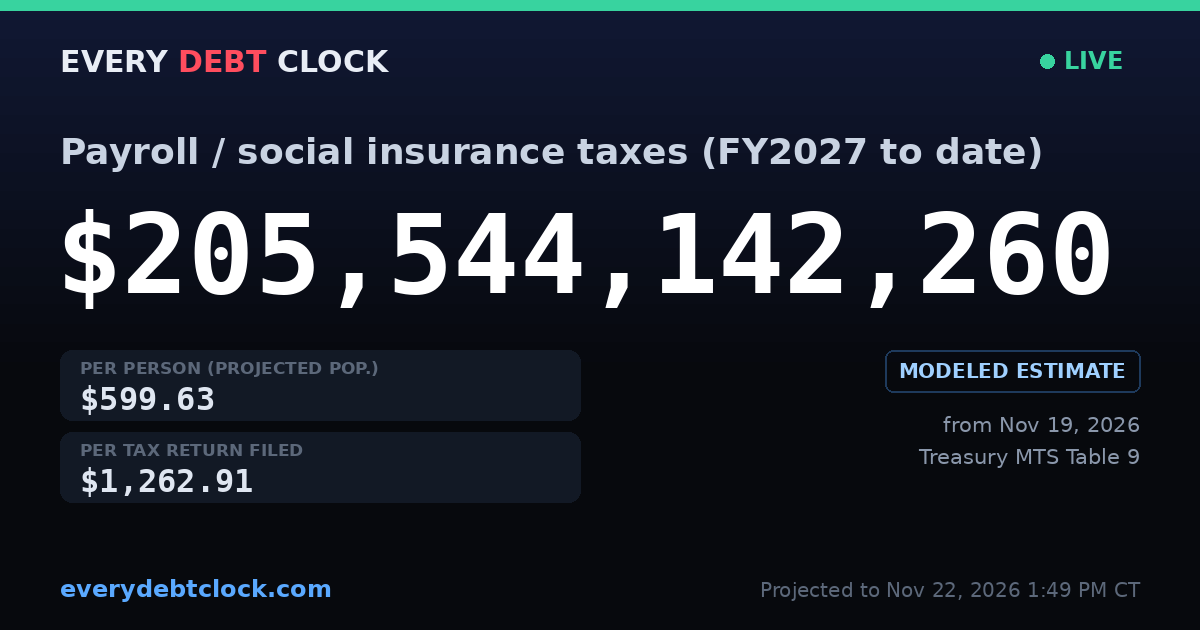 EVERY DEBT CLOCK
LIVE
Payroll / social insurance taxes (FY2027 to date)
$205,544,142,260
PER PERSON (PROJECTED POP.)
$599.63
PER TAX RETURN FILED
$1,262.91
MODELED ESTIMATE
from Nov 19, 2026
Treasury MTS Table 9
everydebtclock.com
Projected to Nov 22, 2026 1:49 PM CT